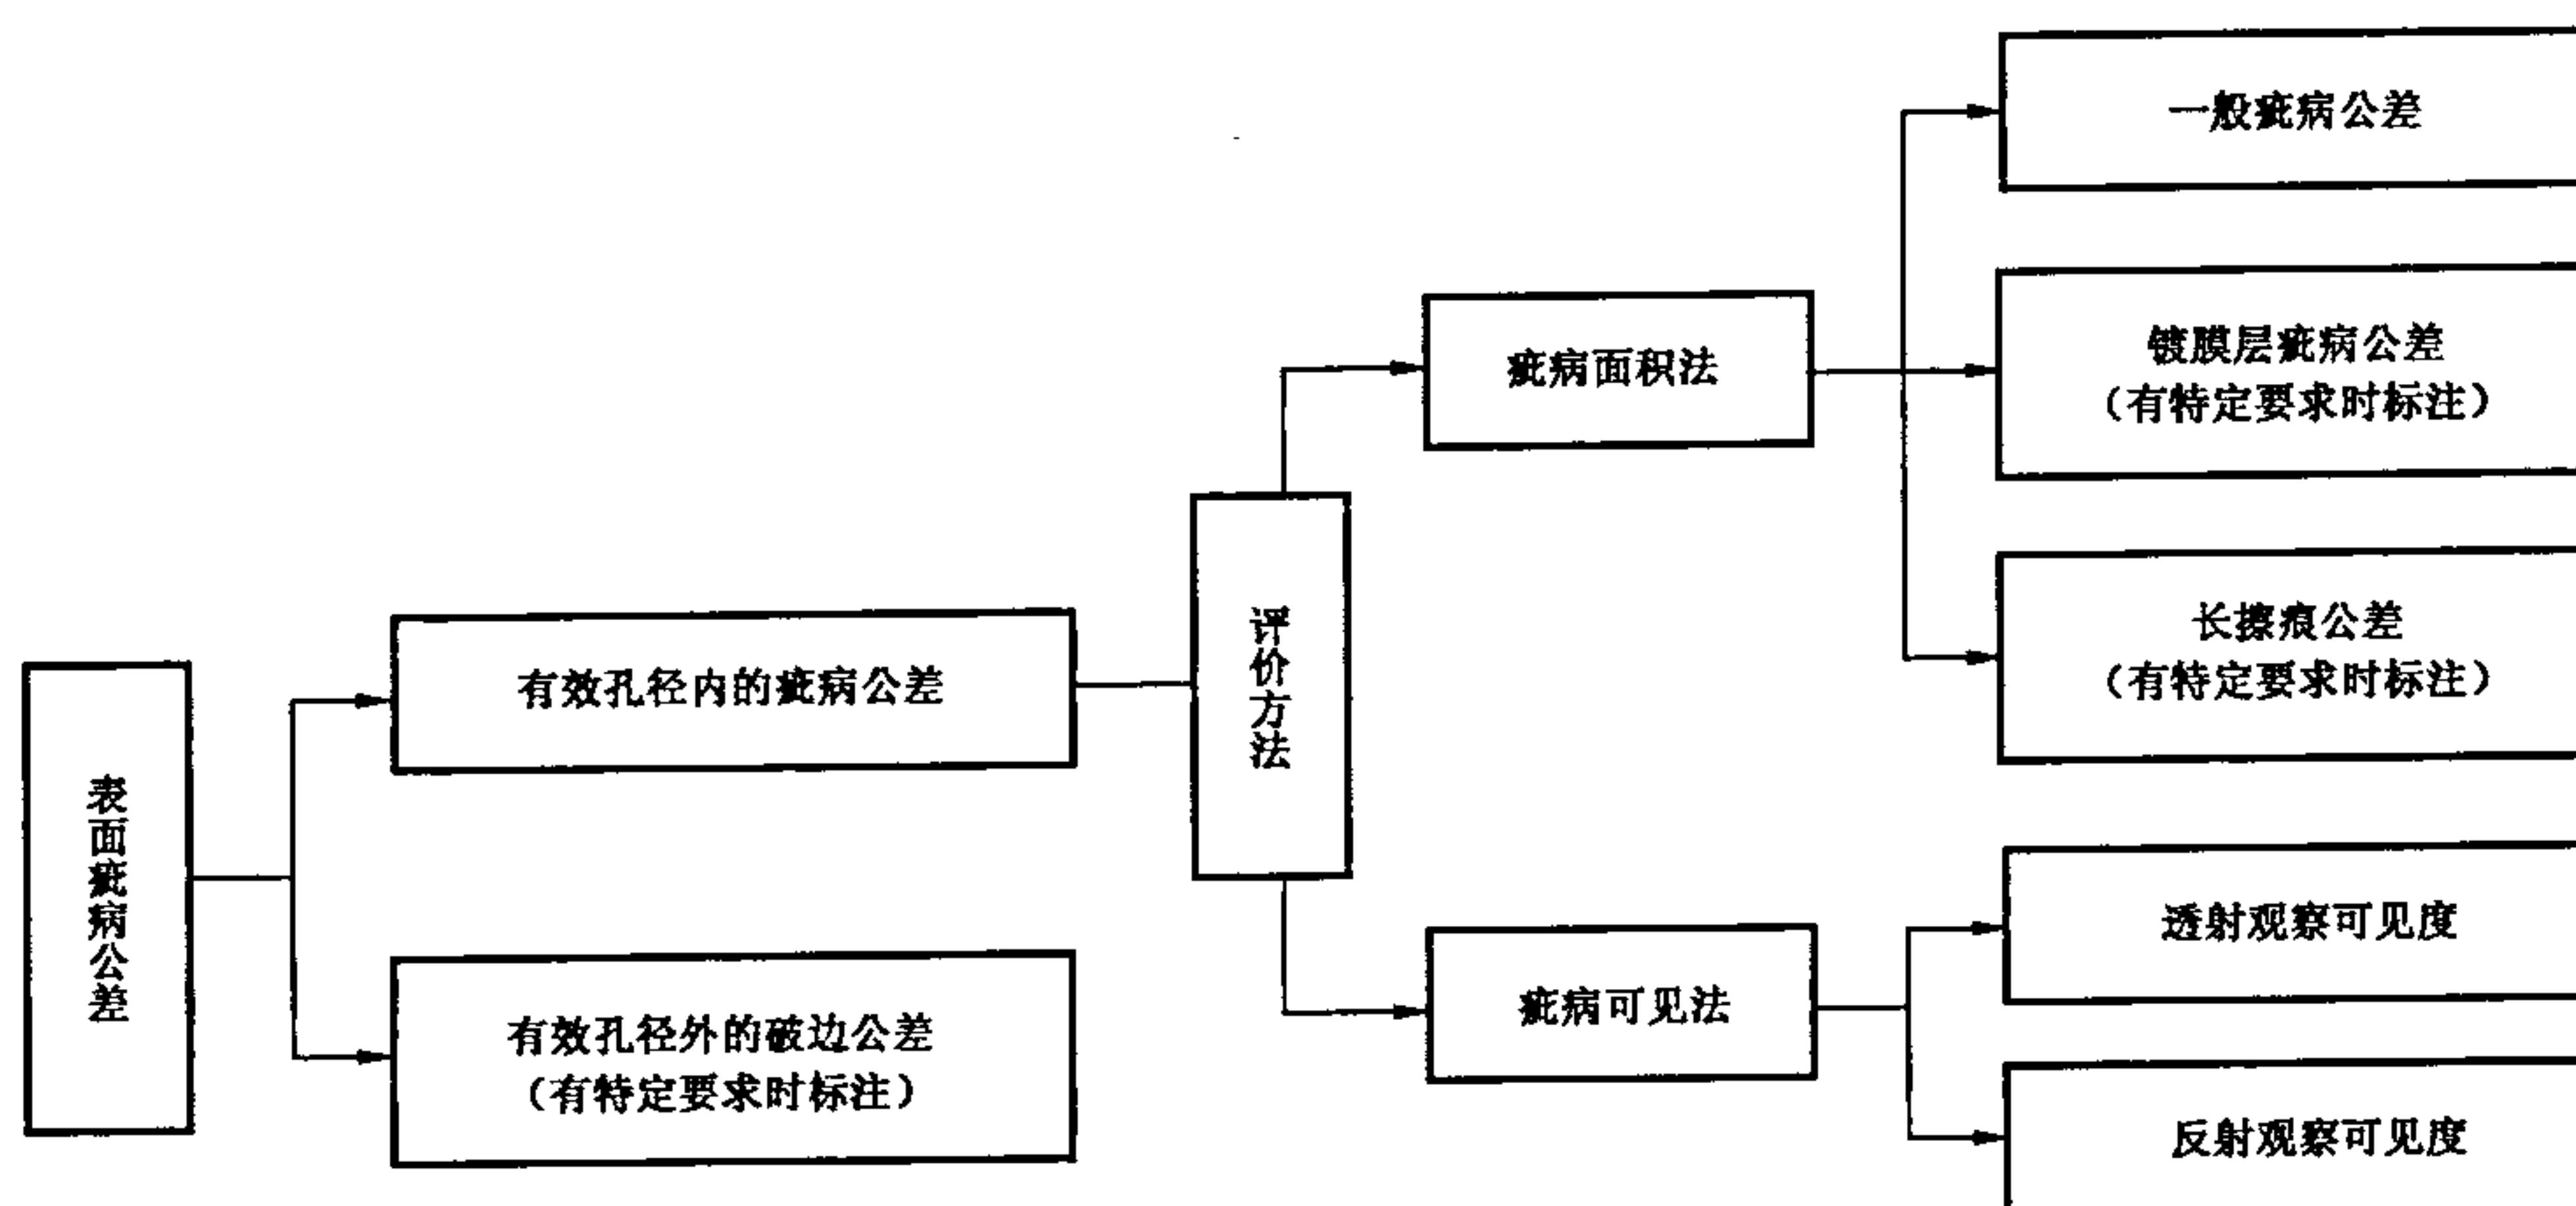 表面疵病公差
有效孔径内的疵病公差
有效孔径外的破边公差
（有特定要求时标注）
评价方法
疵病面积法
疵病可见法
一般疵病公差
镀膜层疵病公差
（有特定要求时标注）
长擦痕公差
（有特定要求时标注）
透射观察可见度
反射观察可见度